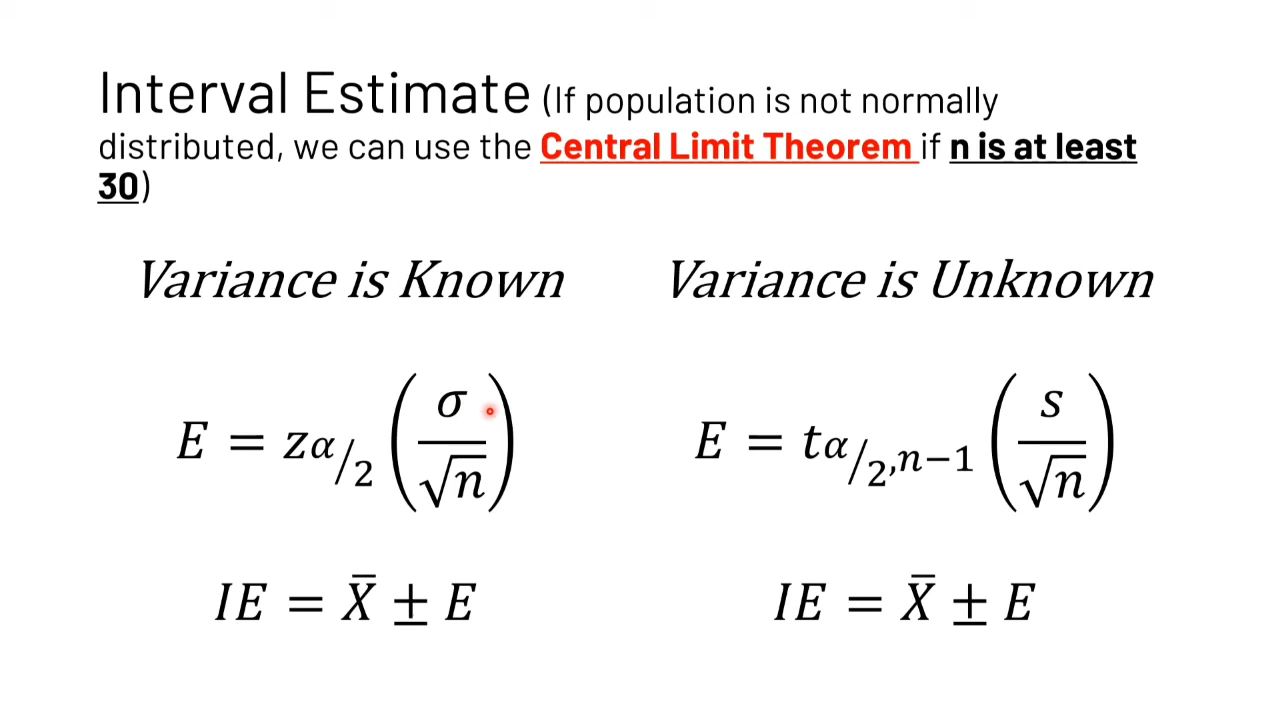 Interval Estimate (If population is not normally
distributed, we can use the Central Limit Theorem if n is at least
30)
Variance is Known
Variance is Unknown
E = zα/2 (σ/√n)
E = tα/2,n−1 (s/√n)
IE = X̄ ± E
IE = X̄ ± E